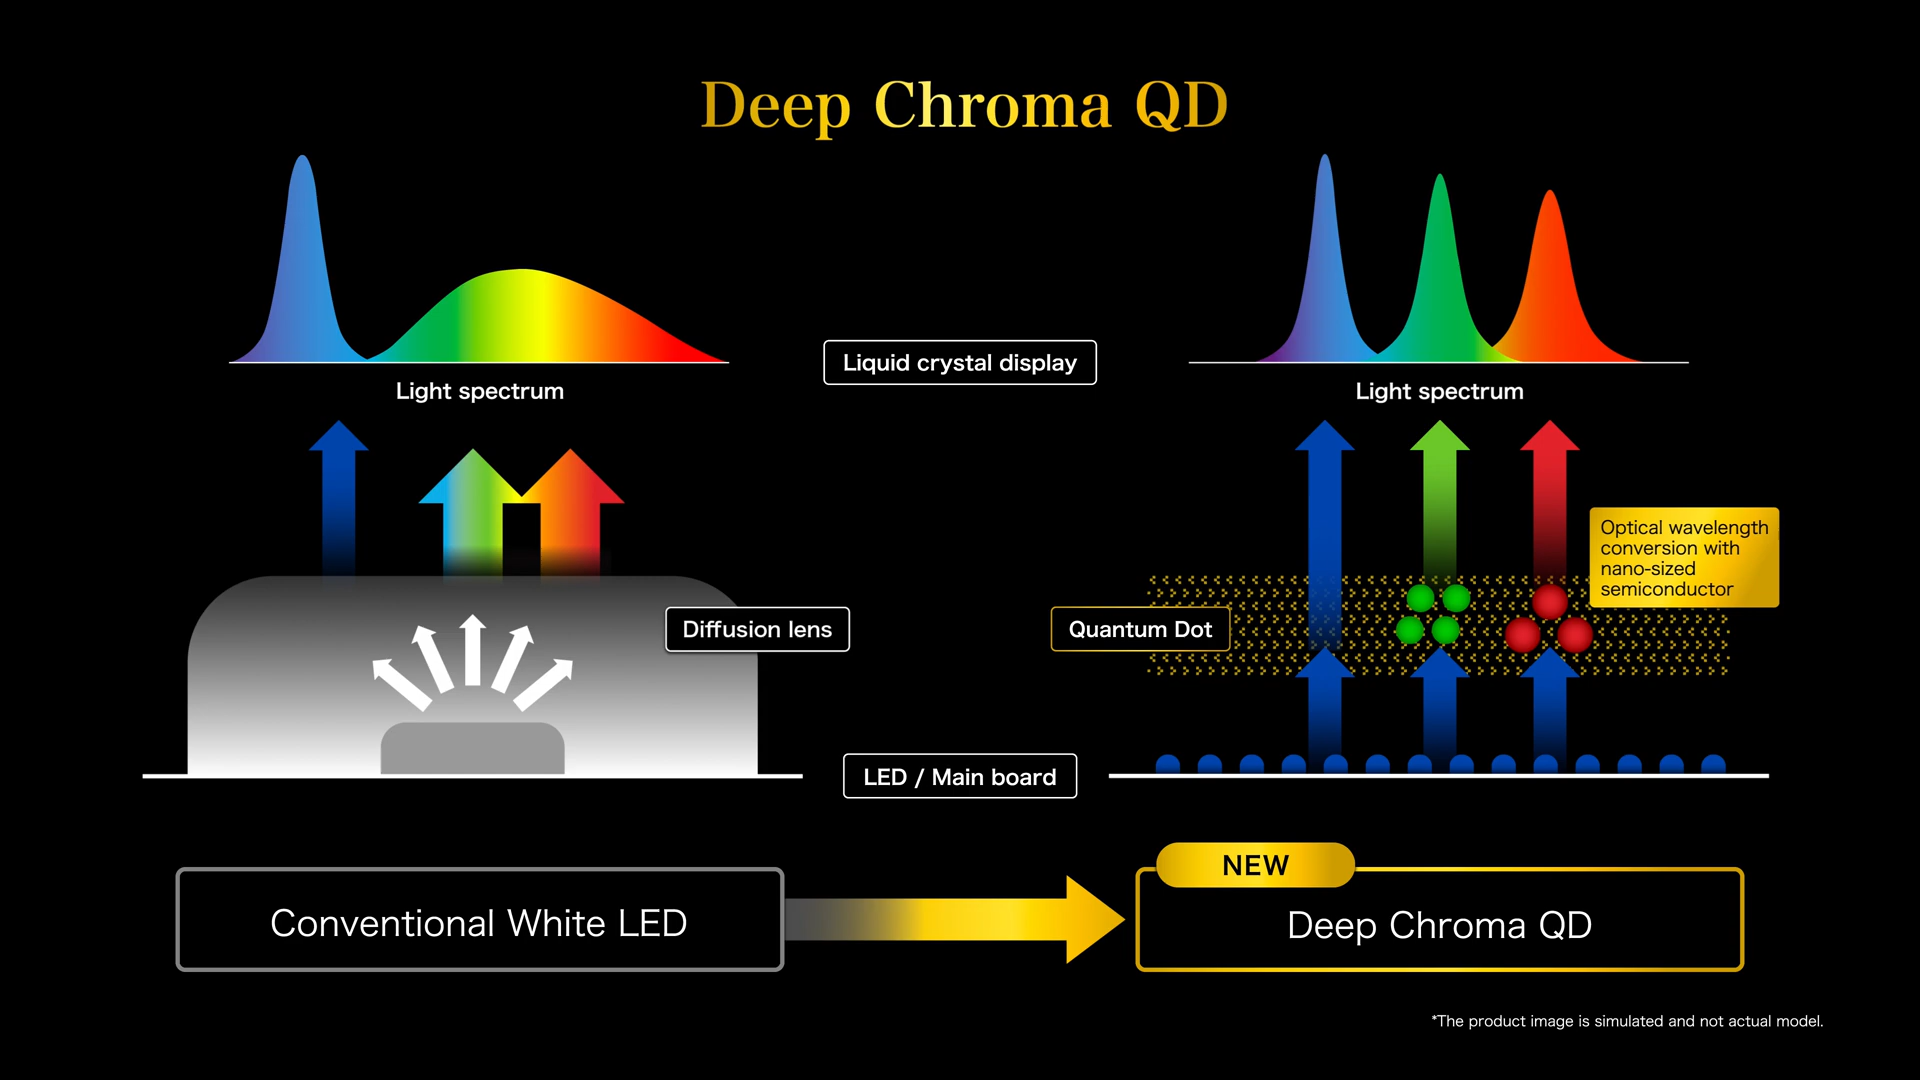 Deep Chroma QD
Liquid crystal display
Light spectrum
Light spectrum
Optical wavelength
conversion with
nano-sized
semiconductor
Diffusion lens
Quantum Dot
LED / Main board
NEW
Conventional White LED
Deep Chroma QD
*The product image is simulated and not actual model.